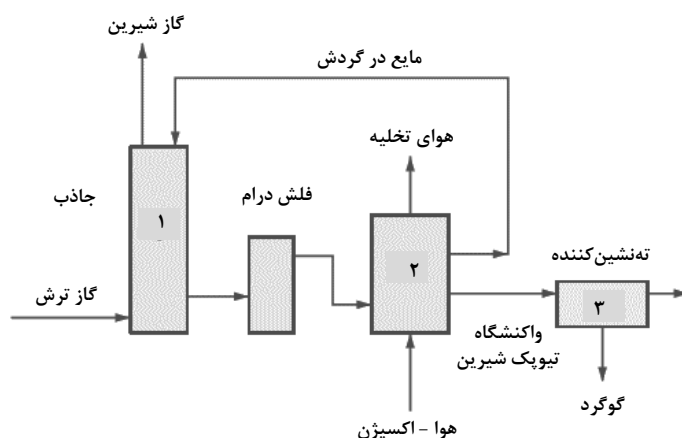 گاز شیرین
مایع در گردش
هوای تخلیه
جاذب
فلش درام
۱
۲
ته‌نشین‌کننده
۳
گاز ترش
واکنشگاه
تیوپک شیرین
گوگرد
هوا - اکسیژن